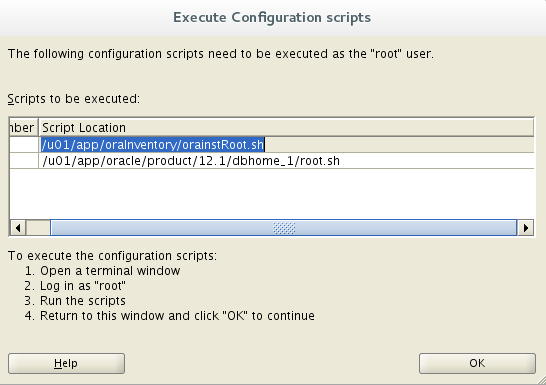 Execute Configuration scripts
The following configuration scripts need to be executed as the "root" user.
Scripts to be executed:
nber Script Location
/u01/app/oraInventory/orainstRoot.sh
/u01/app/oracle/product/12.1/dbhome_1/root.sh
To execute the configuration scripts:
1. Open a terminal window
2. Log in as "root"
3. Run the scripts
4. Return to this window and click "OK" to continue
Help OK